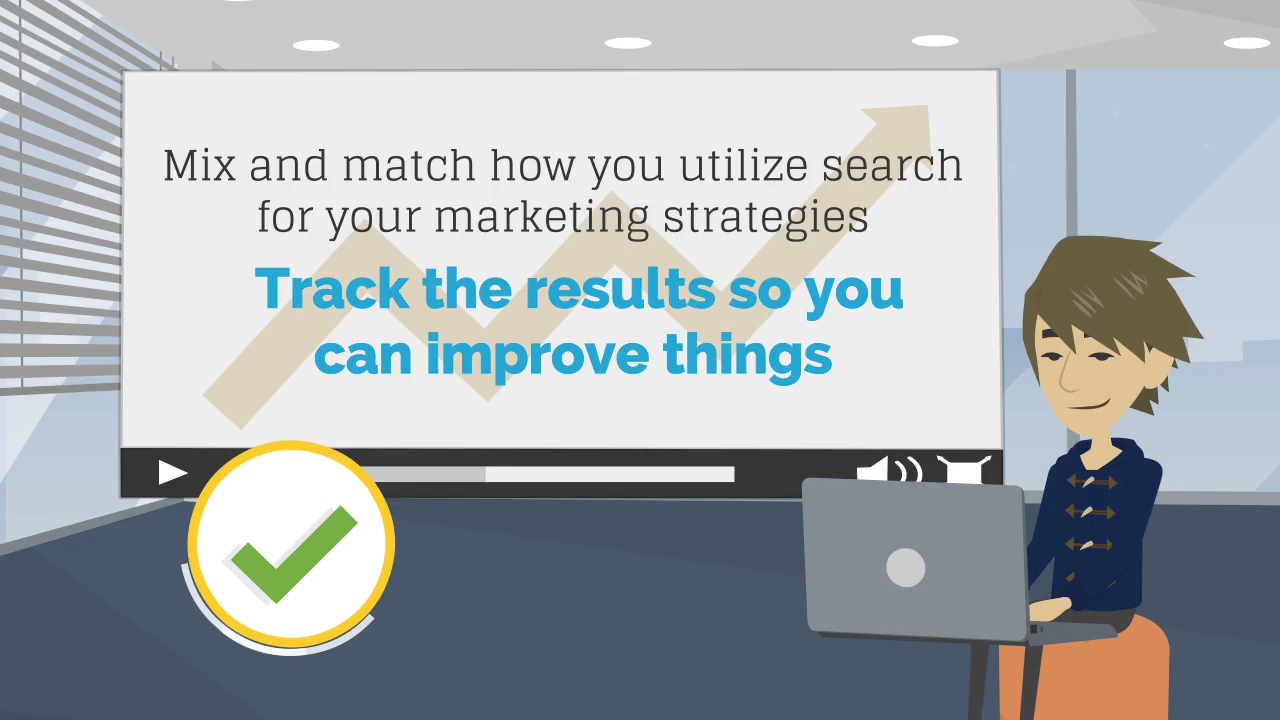 Mix and match how you utilize search
for your marketing strategies
Track the results so you
can improve things